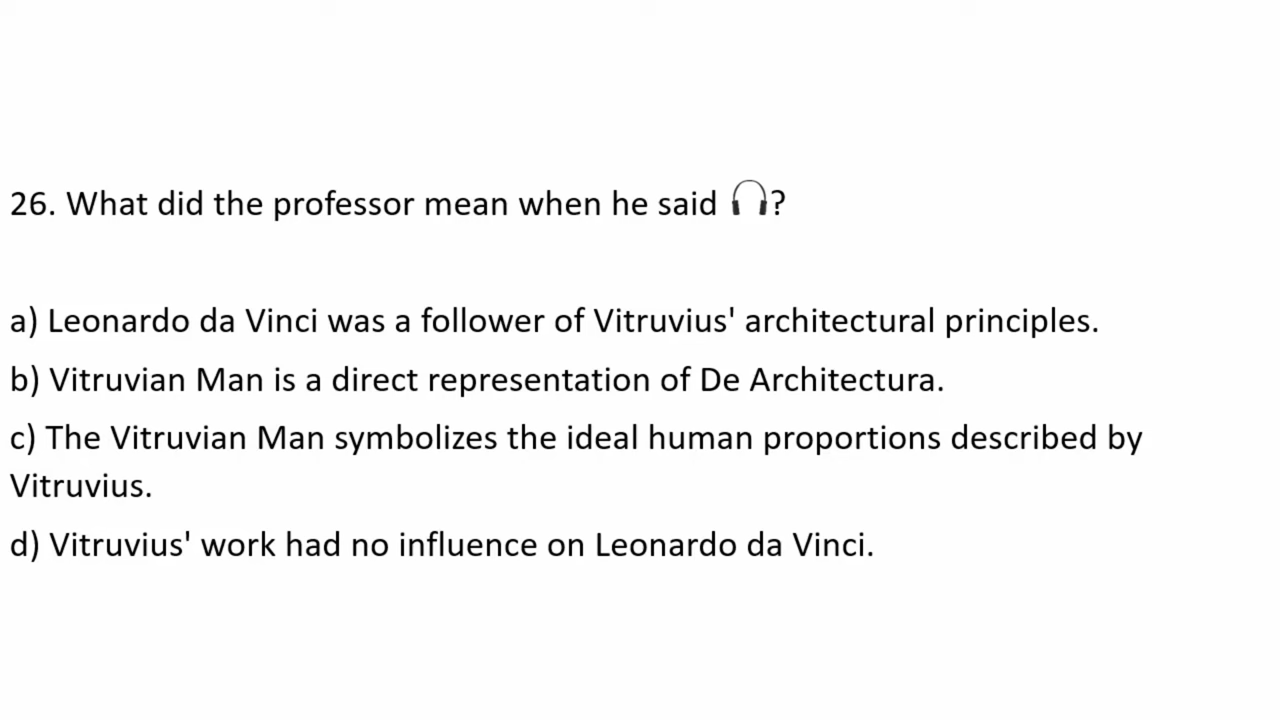 26. What did the professor mean when he said 🎧?
a) Leonardo da Vinci was a follower of Vitruvius' architectural principles.
b) Vitruvian Man is a direct representation of De Architectura.
c) The Vitruvian Man symbolizes the ideal human proportions described by
Vitruvius.
d) Vitruvius' work had no influence on Leonardo da Vinci.